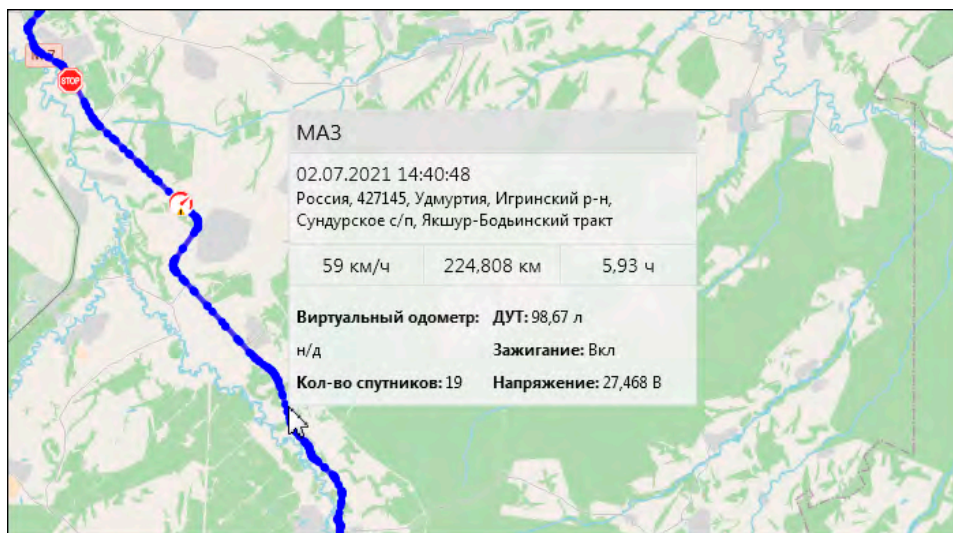 STOP
МАЗ
02.07.2021 14:40:48
Россия, 427145, Удмуртия, Игринский р-н,
Сундурское с/п, Якшур-Бодьинский тракт
59 км/ч 224,808 км 5,93 ч
Виртуальный одометр: ДУТ: 98,67 л
н/д Зажигание: Вкл
Кол-во спутников: 19 Напряжение: 27,468 В